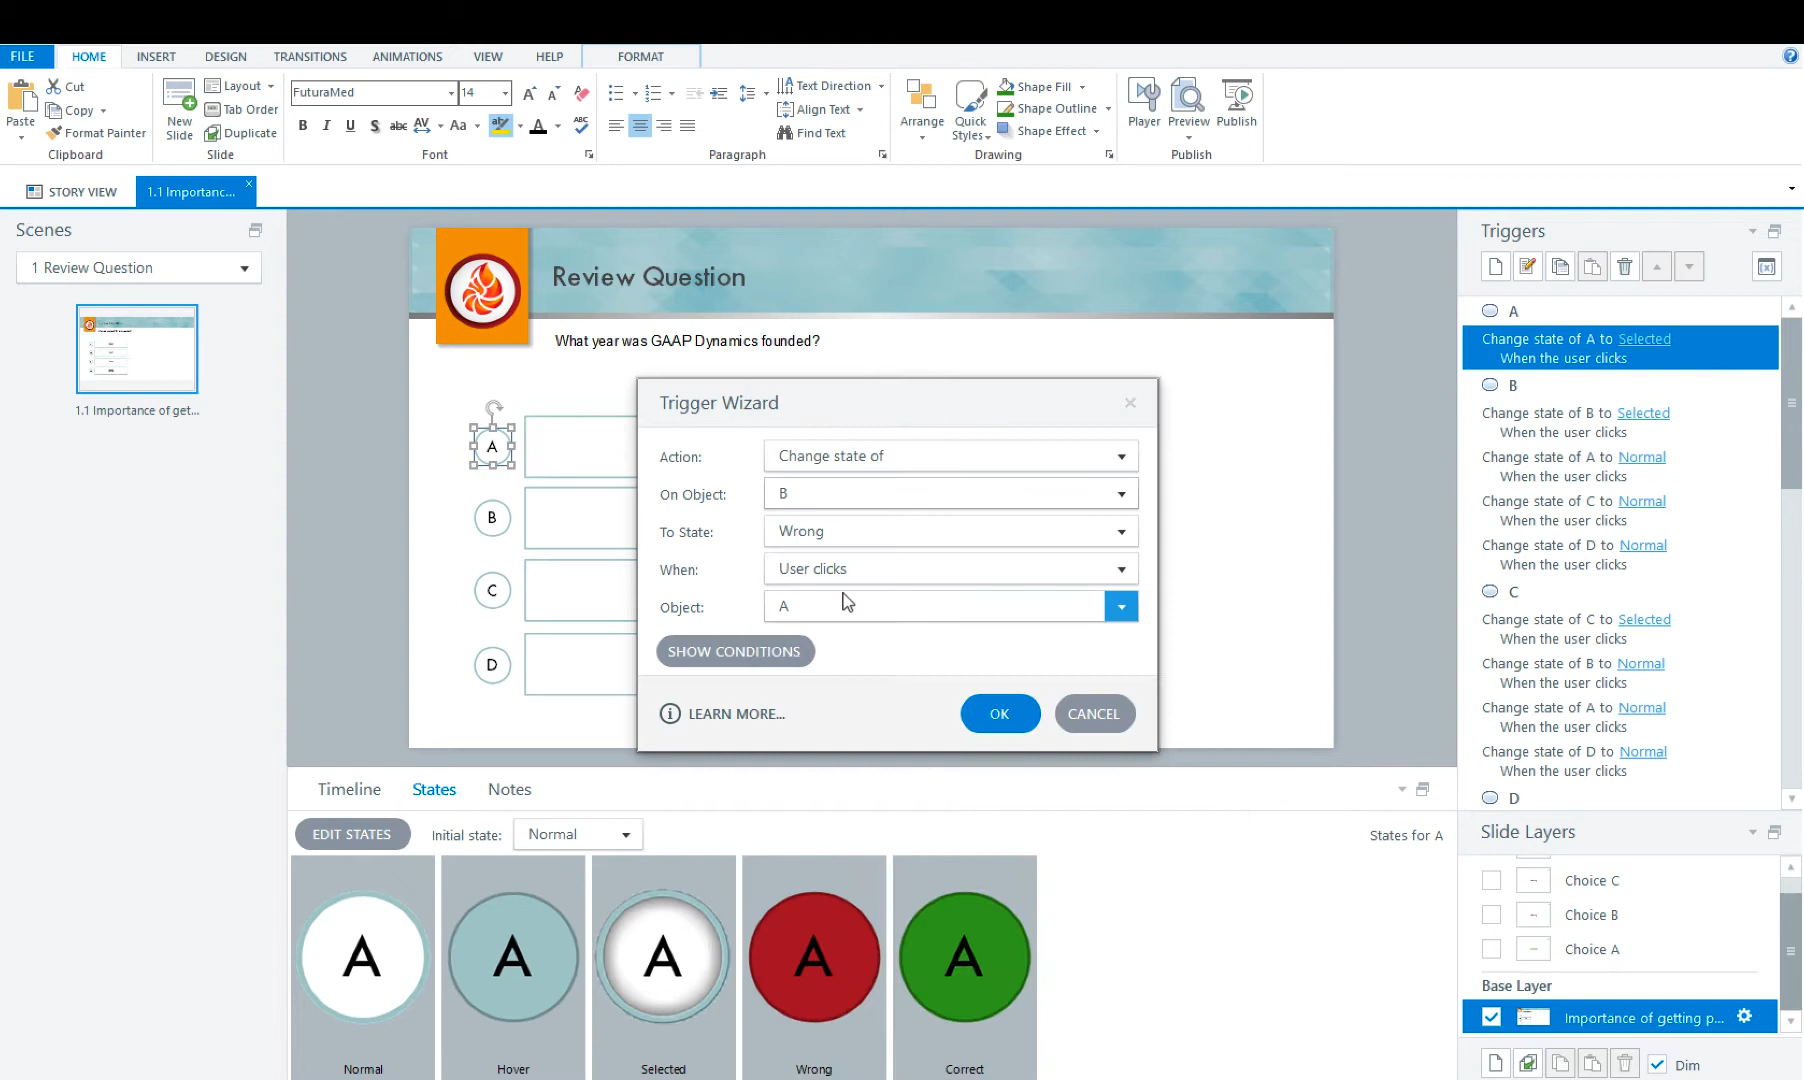 FILE HOME INSERT DESIGN TRANSITIONS ANIMATIONS VIEW HELP FORMAT
Paste
Cut
Copy
Format Painter
Clipboard
New
Slide
Layout
Tab Order
Duplicate
Slide
FuturaMed 14
B I U S abc AV Aa A ABC
Font
Text Direction
Align Text
Find Text
Paragraph
Arrange
Quick
Styles
Shape Fill
Shape Outline
Shape Effect
Drawing
Player
Preview
Publish
Publish
STORY VIEW
1.1 Importanc...
Scenes
1 Review Question
1.1 Importance of get...
Review Question
What year was GAAP Dynamics founded?
A
B
C
D
Trigger Wizard
Action: Change state of
On Object: B
To State: Wrong
When: User clicks
Object: A
SHOW CONDITIONS
LEARN MORE...
OK
CANCEL
Timeline States Notes
EDIT STATES Initial state: Normal States for A
A A A A A
Normal Hover Selected Wrong Correct
Triggers
A
Change state of A to Selected
When the user clicks
B
Change state of B to Selected
When the user clicks
Change state of A to Normal
When the user clicks
Change state of C to Normal
When the user clicks
Change state of D to Normal
When the user clicks
C
Change state of C to Selected
When the user clicks
Change state of B to Normal
When the user clicks
Change state of A to Normal
When the user clicks
Change state of D to Normal
When the user clicks
D
Slide Layers
Choice C
Choice B
Choice A
Base Layer
Importance of getting p...
Dim